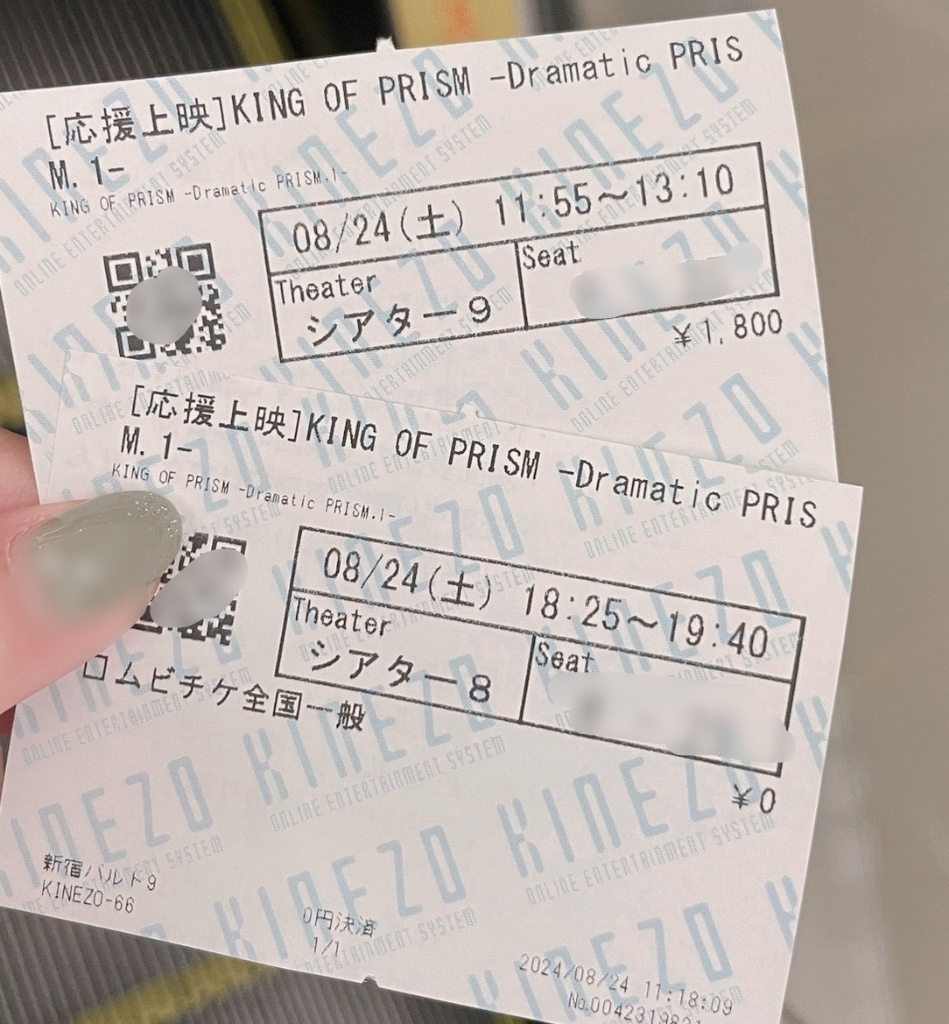 [応援上映]KING OF PRISM -Dramatic PRIS
M. 1-
KING OF PRISM -Dramatic PRISM.1-
08/24(土) 11:55～13:10
Theater
シアター9
Seat
¥1,800
[応援上映]KING OF PRISM -Dramatic PRIS
M. 1-
KING OF PRISM -Dramatic PRISM.1-
08/24(土) 18:25～19:40
Theater
シアター8
Seat
ロムビチケ全国一般
¥0
新宿バルト9
KINEZO-66
0円決済
1/1
2024/08/24 11:18:09
KINEZO
ONLINE ENTERTAINMENT SYSTEM